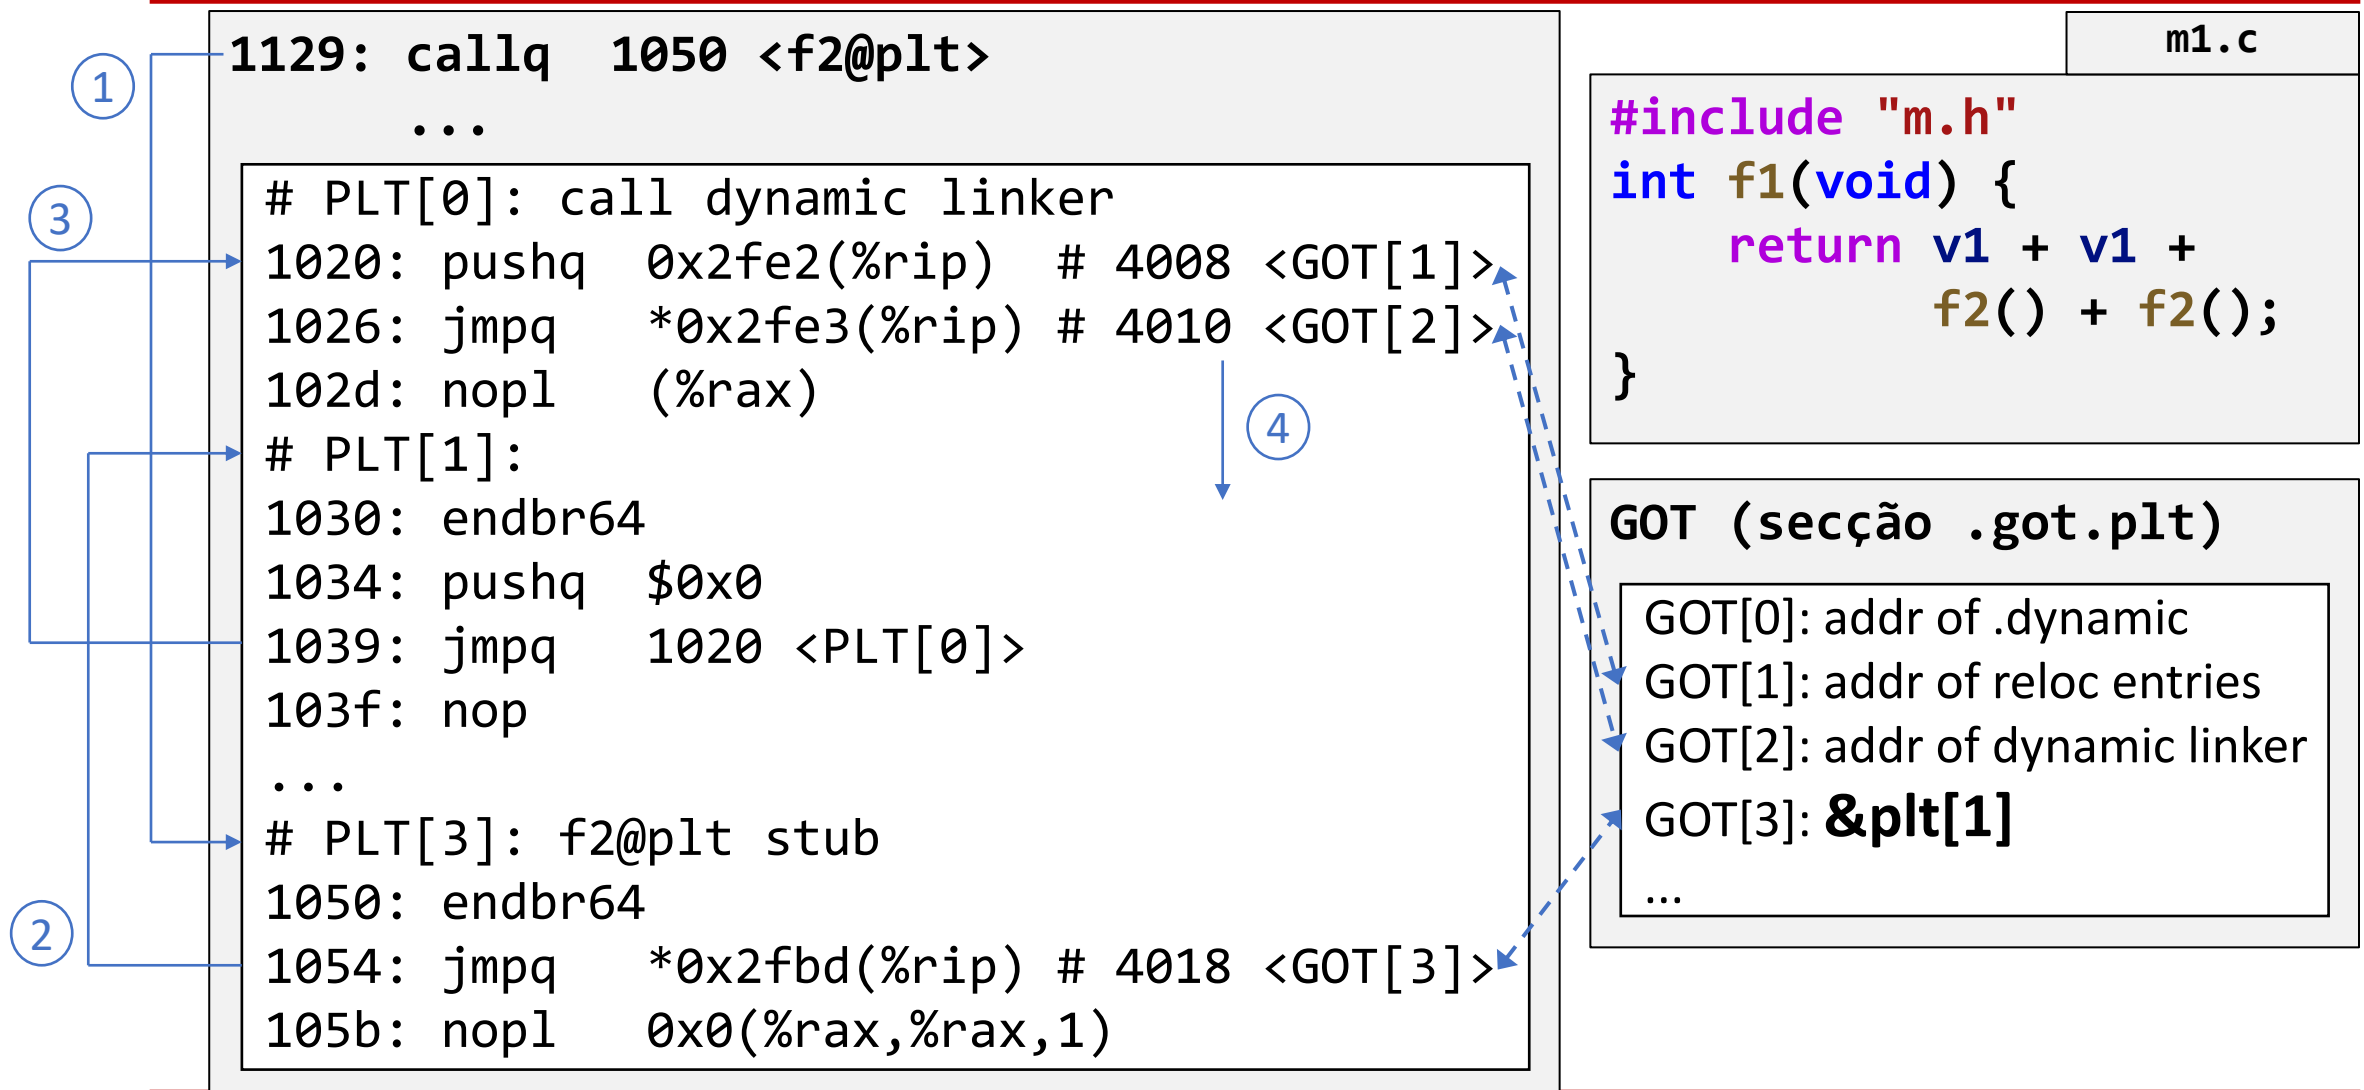 1129: callq 1050 <f2@plt>
...
# PLT[0]: call dynamic linker
1020: pushq 0x2fe2(%rip) # 4008 <GOT[1]>
1026: jmpq *0x2fe3(%rip) # 4010 <GOT[2]>
102d: nopl (%rax)
# PLT[1]:
1030: endbr64
1034: pushq $0x0
1039: jmpq 1020 <PLT[0]>
103f: nop
...
# PLT[3]: f2@plt stub
1050: endbr64
1054: jmpq *0x2fbd(%rip) # 4018 <GOT[3]>
105b: nopl 0x0(%rax,%rax,1)
1
3
2
4
m1.c
#include "m.h"
int f1(void) {
return v1 + v1 +
f2() + f2();
}
GOT (secção .got.plt)
GOT[0]: addr of .dynamic
GOT[1]: addr of reloc entries
GOT[2]: addr of dynamic linker
GOT[3]: &plt[1]
...